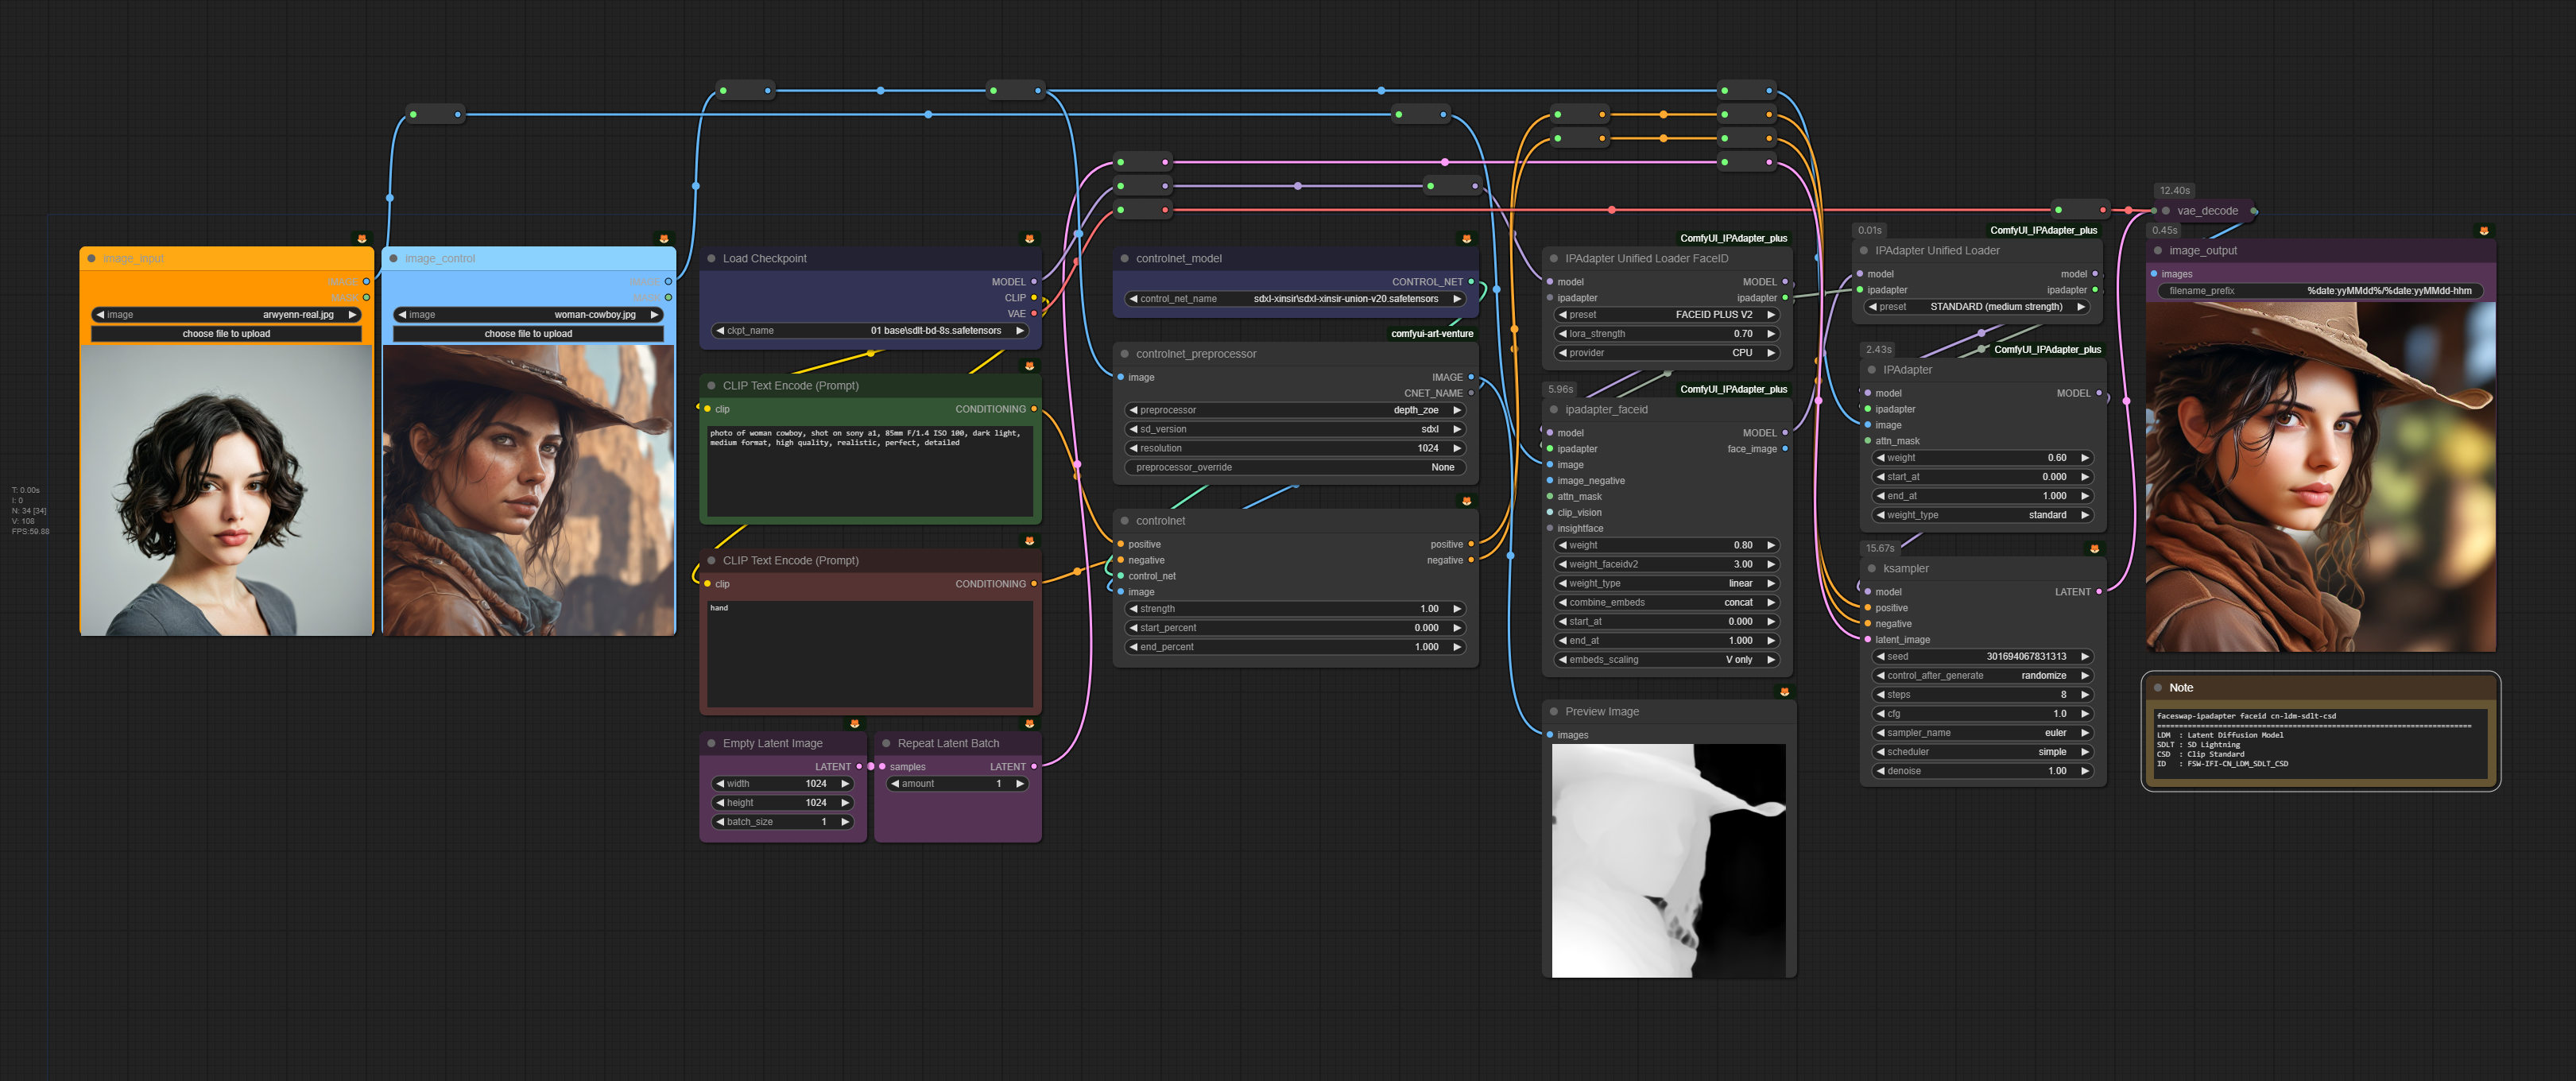 T: 0.00s
I: 0
N: 34 [34]
V: 108
FPS:59.88
image_input
IMAGE
MASK
image arwyenn-real.jpg
choose file to upload
image_control
IMAGE
MASK
image woman-cowboy.jpg
choose file to upload
Load Checkpoint
MODEL
CLIP
VAE
ckpt_name 01 base\sdlt-bd-8s.safetensors
CLIP Text Encode (Prompt)
clip CONDITIONING
photo of woman cowboy, shot on sony a1, 85mm F/1.4 ISO 100, dark light,
medium format, high quality, realistic, perfect, detailed
CLIP Text Encode (Prompt)
clip CONDITIONING
hand
Empty Latent Image
LATENT
width 1024
height 1024
batch_size 1
Repeat Latent Batch
samples LATENT
amount 1
controlnet_model
CONTROL_NET
control_net_name sdxl-xinsir\sdxl-xinsir-union-v20.safetensors
comfyui-art-venture
controlnet_preprocessor
image IMAGE
CNET_NAME
preprocessor depth_zoe
sd_version sdxl
resolution 1024
preprocessor_override None
controlnet
positive positive
negative negative
control_net
image
strength 1.00
start_percent 0.000
end_percent 1.000
ComfyUI_IPAdapter_plus
IPAdapter Unified Loader FaceID
model MODEL
ipadapter ipadapter
preset FACEID PLUS V2
lora_strength 0.70
provider CPU
5.96s ComfyUI_IPAdapter_plus
ipadapter_faceid
model MODEL
ipadapter face_image
image
image_negative
attn_mask
clip_vision
insightface
weight 0.80
weight_faceidv2 3.00
weight_type linear
combine_embeds concat
start_at 0.000
end_at 1.000
embeds_scaling V only
Preview Image
images
0.01s ComfyUI_IPAdapter_plus
IPAdapter Unified Loader
model model
ipadapter ipadapter
preset STANDARD (medium strength)
2.43s ComfyUI_IPAdapter_plus
IPAdapter
model MODEL
ipadapter
image
attn_mask
weight 0.60
start_at 0.000
end_at 1.000
weight_type standard
15.67s
ksampler
model LATENT
positive
negative
latent_image
seed 301694067831313
control_after_generate randomize
steps 8
cfg 1.0
sampler_name euler
scheduler simple
denoise 1.00
12.40s
vae_decode
0.45s
image_output
images
filename_prefix %date:yyMMdd%/%date:yyMMdd-hhm
Note
faceswap-ipadapter faceid cn-ldm-sdlt-csd
========================================================================
LDM : Latent Diffusion Model
SDLT : SD Lightning
CSD : Clip Standard
ID : FSW-IFI-CN_LDM_SDLT_CSD